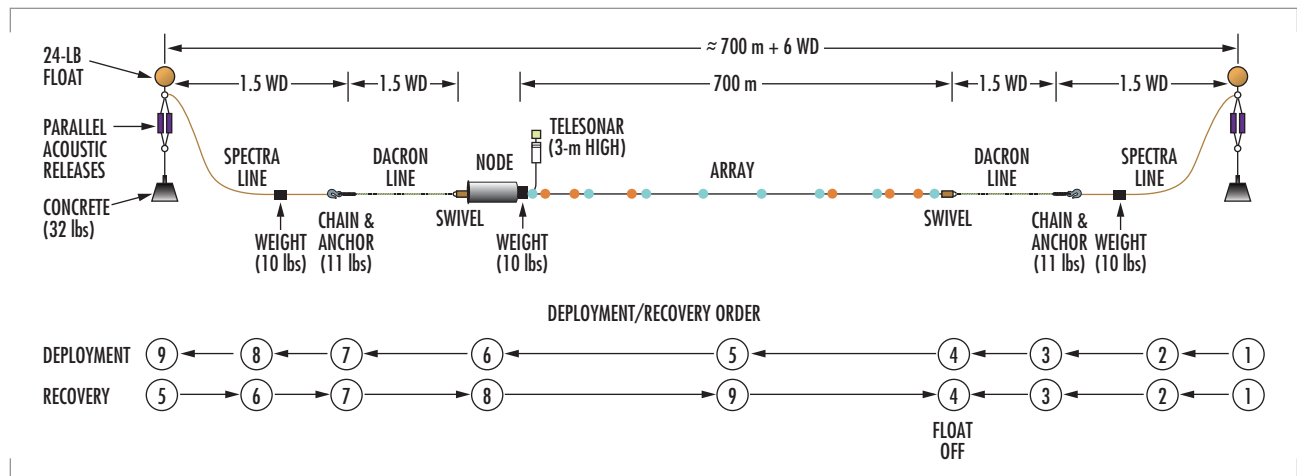 ≈ 700 m + 6 WD
24-LB
FLOAT
1.5 WD
1.5 WD
700 m
1.5 WD
1.5 WD
PARALLEL
ACOUSTIC
RELEASES
SPECTRA
LINE
DACRON
LINE
NODE
TELESONAR
(3-m HIGH)
ARRAY
DACRON
LINE
SPECTRA
LINE
CONCRETE
(32 lbs)
WEIGHT
(10 lbs)
CHAIN &
ANCHOR
(11 lbs)
SWIVEL
WEIGHT
(10 lbs)
SWIVEL
CHAIN &
ANCHOR
(11 lbs)
WEIGHT
(10 lbs)
DEPLOYMENT/RECOVERY ORDER
DEPLOYMENT 9 8 7 6 5 4 3 2 1
RECOVERY 5 6 7 8 9 4 3 2 1
FLOAT
OFF